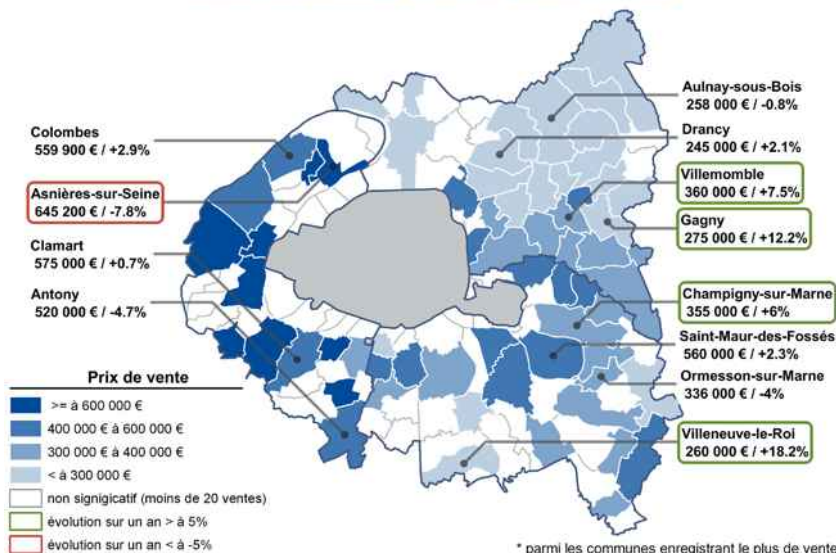 Colombes
559 900 € / +2.9%
Asnières-sur-Seine
645 200 € / -7.8%
Clamart
575 000 € / +0.7%
Antony
520 000 € / -4.7%
Aulnay-sous-Bois
258 000 € / -0.8%
Drancy
245 000 € / +2.1%
Villemomble
360 000 € / +7.5%
Gagny
275 000 € / +12.2%
Champigny-sur-Marne
355 000 € / +6%
Saint-Maur-des-Fossés
560 000 € / +2.3%
Ormesson-sur-Marne
336 000 € / -4%
Villeneuve-le-Roi
260 000 € / +18.2%
Prix de vente
>= à 600 000 €
400 000 € à 600 000 €
300 000 € à 400 000 €
< à 300 000 €
non signigicatif (moins de 20 ventes)
évolution sur un an > à 5%
évolution sur un an < à -5%
* parmi les communes enregistrant le plus de vente